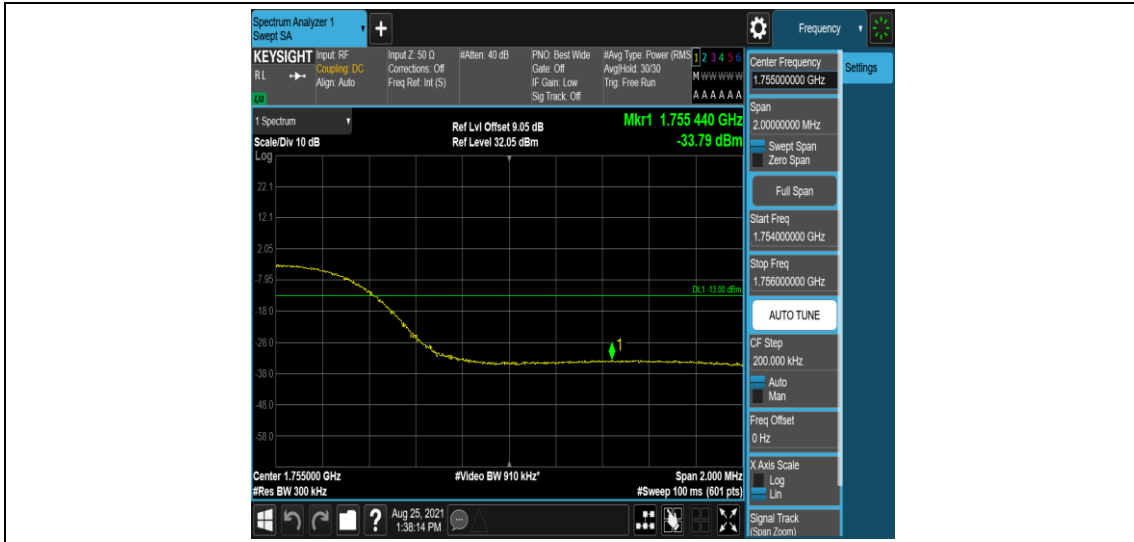 Spectrum Analyzer 1
Swept SA
Frequency
KEYSIGHT
Input: RF
Input Z: 50 Ω
#Atten: 40 dB
PNO: Best Wide
#Avg Type: Power (RMS
1 2 3 4 5 6
RL
Coupling: DC
Corrections: Off
Gate: Off
Avg|Hold: 30/30
M W W W W W
Align: Auto
Freq Ref: Int (S)
IF Gain: Low
Trig: Free Run
Sig Track: Off
A A A A A A
1 Spectrum
Ref Lvl Offset 9.05 dB
Mkr1 1.755 440 GHz
Scale/Div 10 dB
Ref Level 32.05 dBm
-33.79 dBm
Log
22.1
12.1
2.05
-7.95
DL1 -13.00 dBm
-18.0
-28.0
1
-38.0
-48.0
-58.0
Center 1.755000 GHz
#Video BW 910 kHz*
Span 2.000 MHz
#Res BW 300 kHz
#Sweep 100 ms (601 pts)
Aug 25, 2021
1:38:14 PM
Center Frequency
1.755000000 GHz
Settings
Span
2.00000000 MHz
Swept Span
Zero Span
Full Span
Start Freq
1.754000000 GHz
Stop Freq
1.756000000 GHz
AUTO TUNE
CF Step
200.000 kHz
Auto
Man
Freq Offset
0 Hz
X Axis Scale
Log
Lin
Signal Track
(Span Zoom)